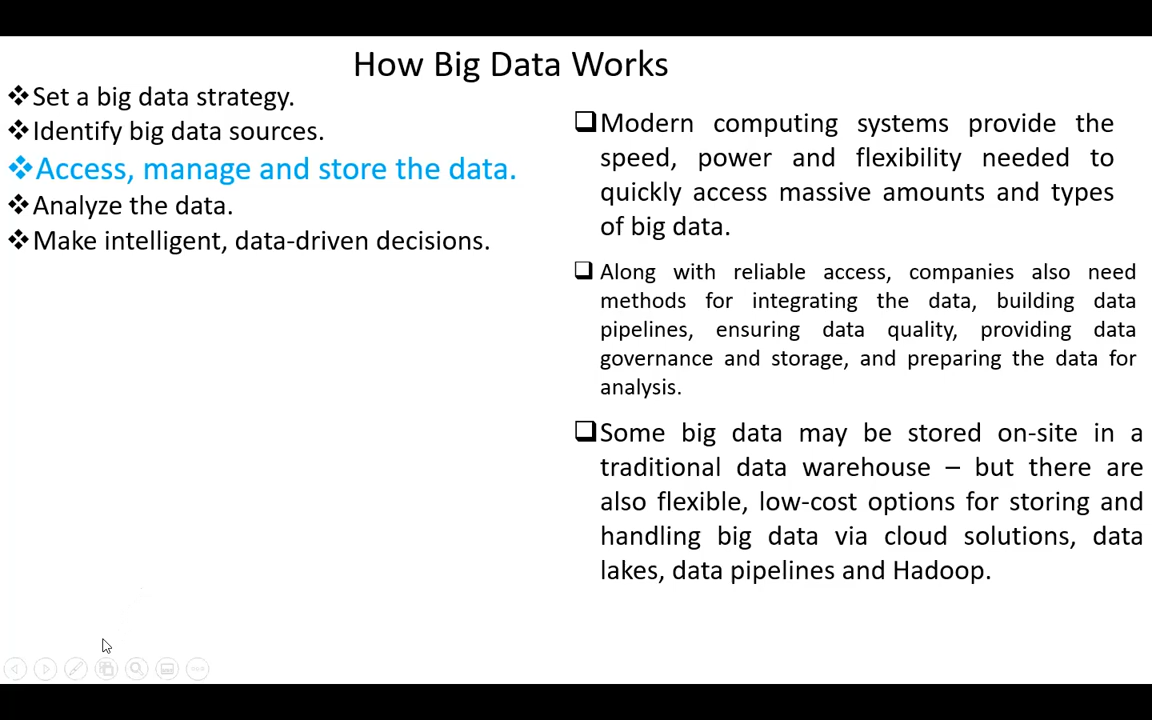 How Big Data Works
❖Set a big data strategy.
❖Identify big data sources.
❖Access, manage and store the data.
❖Analyze the data.
❖Make intelligent, data-driven decisions.
❑Modern computing systems provide the
speed, power and flexibility needed to
quickly access massive amounts and types
of big data.
❑Along with reliable access, companies also need
methods for integrating the data, building data
pipelines, ensuring data quality, providing data
governance and storage, and preparing the data for
analysis.
❑Some big data may be stored on-site in a
traditional data warehouse – but there are
also flexible, low-cost options for storing and
handling big data via cloud solutions, data
lakes, data pipelines and Hadoop.